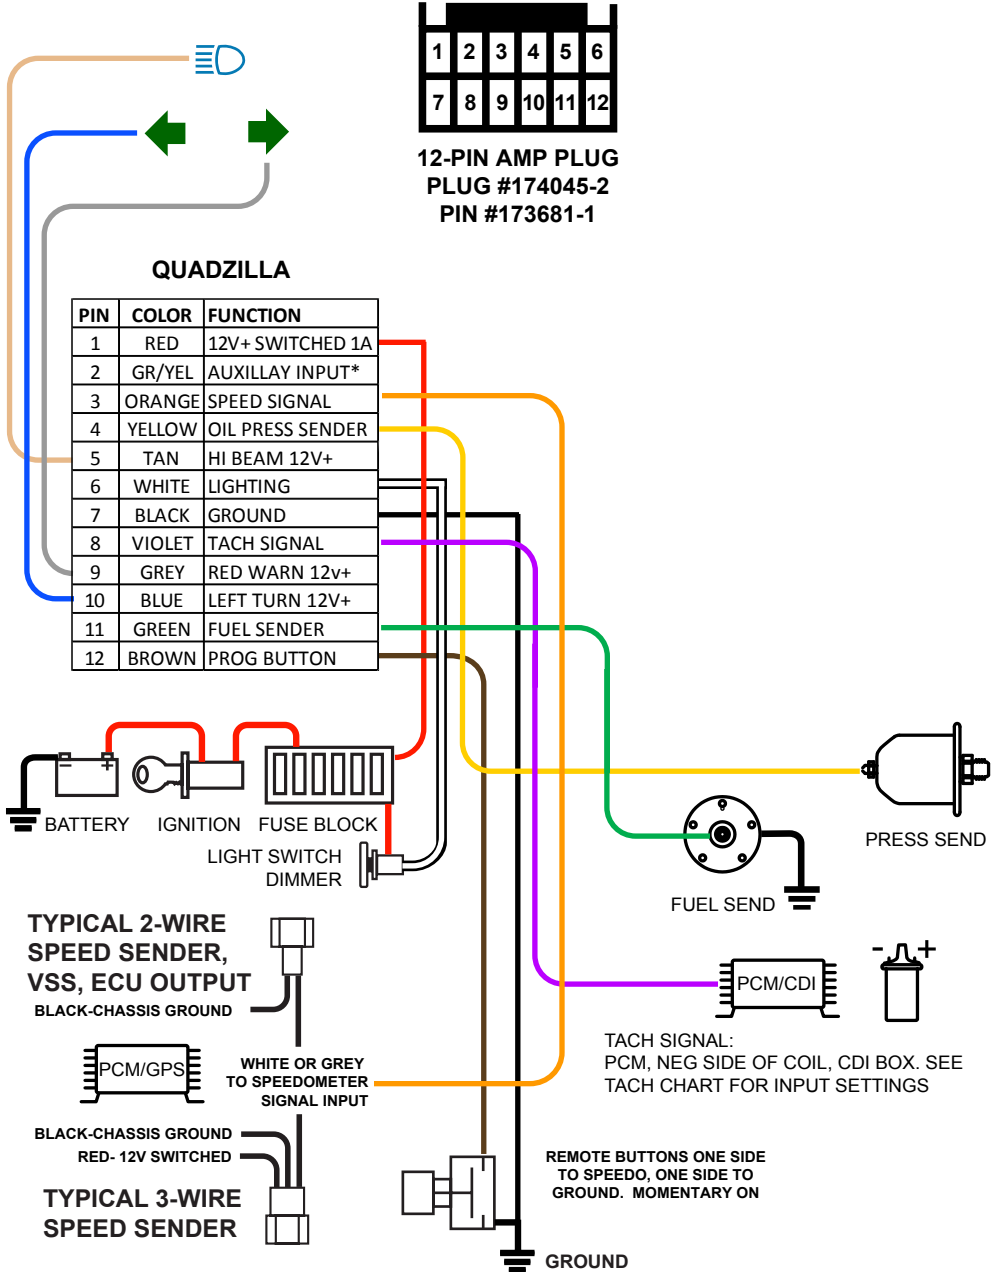 1 2 3 4 5 6
7 8 9 10 11 12
12-PIN AMP PLUG
PLUG #174045-2
PIN #173681-1
QUADZILLA
PIN COLOR FUNCTION
1 RED 12V+ SWITCHED 1A
2 GR/YEL AUXILLAY INPUT*
3 ORANGE SPEED SIGNAL
4 YELLOW OIL PRESS SENDER
5 TAN HI BEAM 12V+
6 WHITE LIGHTING
7 BLACK GROUND
8 VIOLET TACH SIGNAL
9 GREY RED WARN 12v+
10 BLUE LEFT TURN 12V+
11 GREEN FUEL SENDER
12 BROWN PROG BUTTON
- +
BATTERY
IGNITION
FUSE BLOCK
LIGHT SWITCH
DIMMER
PRESS SEND
FUEL SEND
TYPICAL 2-WIRE
SPEED SENDER,
VSS, ECU OUTPUT
BLACK-CHASSIS GROUND
PCM/GPS
WHITE OR GREY
TO SPEEDOMETER
SIGNAL INPUT
BLACK-CHASSIS GROUND
RED- 12V SWITCHED
TYPICAL 3-WIRE
SPEED SENDER
PCM/CDI
- +
TACH SIGNAL:
PCM, NEG SIDE OF COIL, CDI BOX. SEE
TACH CHART FOR INPUT SETTINGS
REMOTE BUTTONS ONE SIDE
TO SPEEDO, ONE SIDE TO
GROUND. MOMENTARY ON
GROUND